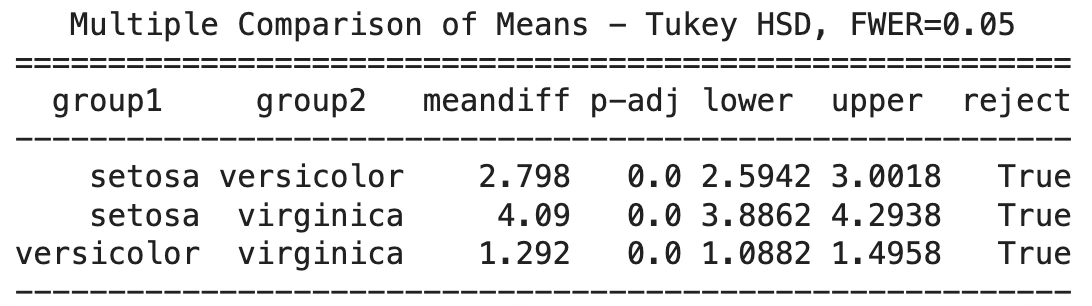 Multiple Comparison of Means - Tukey HSD, FWER=0.05
==========================================================
  group1     group2   meandiff p-adj lower  upper  reject
----------------------------------------------------------
    setosa versicolor    2.798   0.0 2.5942 3.0018   True
    setosa  virginica     4.09   0.0 3.8862 4.2938   True
versicolor  virginica    1.292   0.0 1.0882 1.4958   True
----------------------------------------------------------